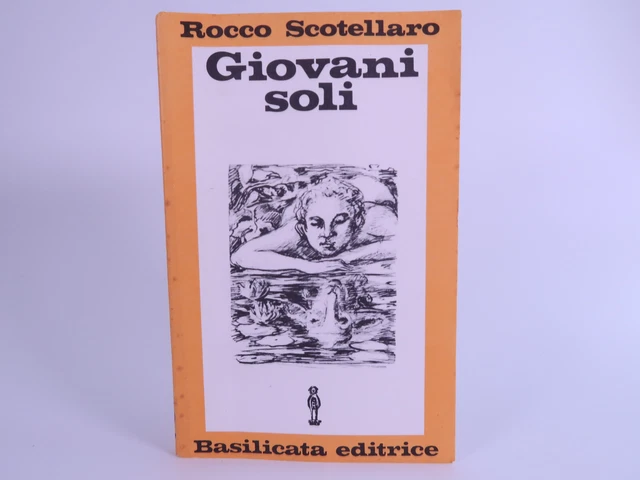 Rocco Scotellaro
Giovani
soli
Basilicata editrice